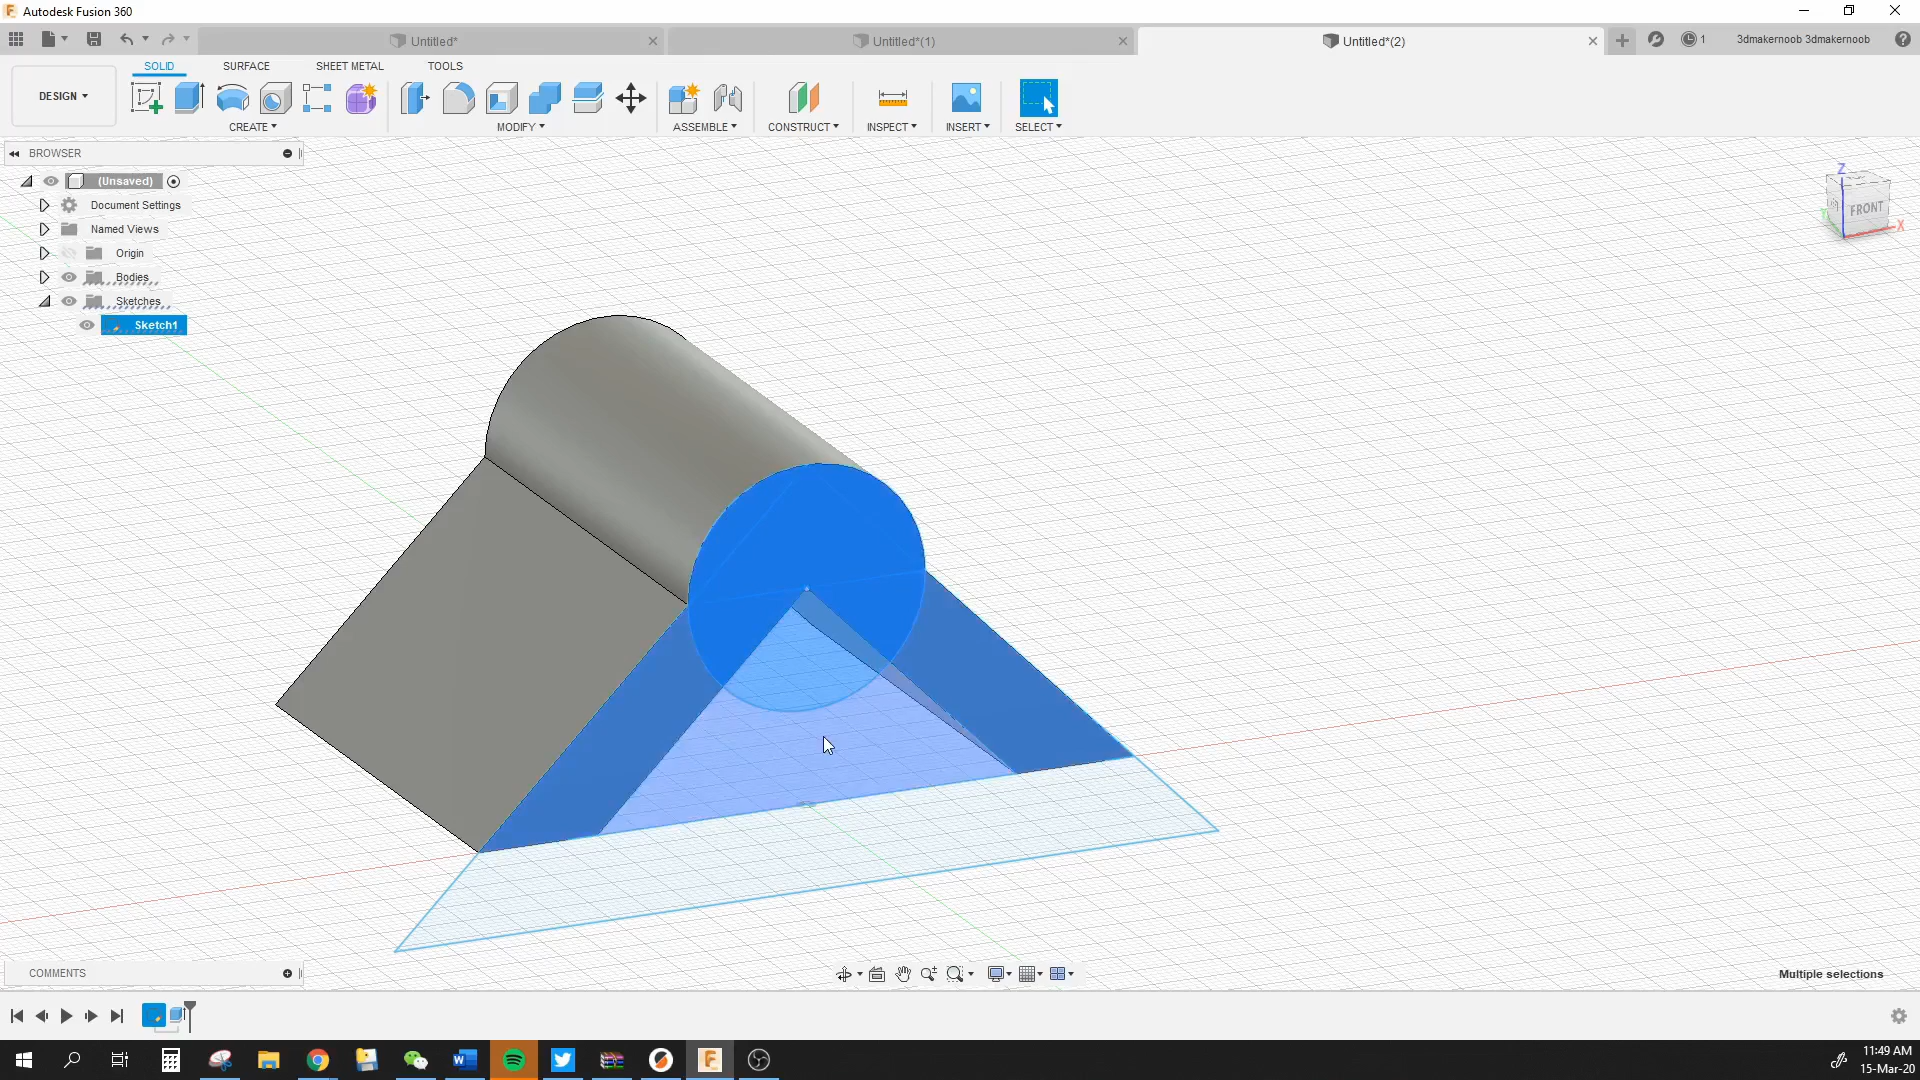 Autodesk Fusion 360
Untitled*
Untitled*(1)
Untitled*(2)
1
3dmakernoob 3dmakernoob
SOLID
SURFACE
SHEET METAL
TOOLS
DESIGN
CREATE
MODIFY
ASSEMBLE
CONSTRUCT
INSPECT
INSERT
SELECT
BROWSER
(Unsaved)
Document Settings
Named Views
Origin
Bodies
Sketches
Sketch1
Z
FRONT
X
COMMENTS
Multiple selections
11:49 AM
15-Mar-20